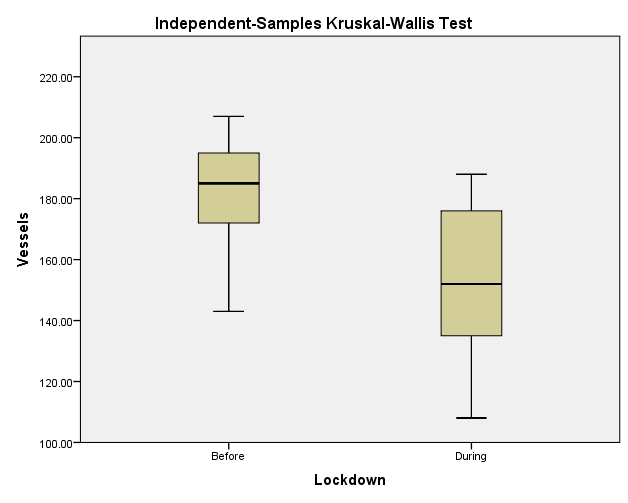 Independent-Samples Kruskal-Wallis Test
220.00
200.00
180.00
160.00
140.00
120.00
100.00
Vessels
Before
During
Lockdown